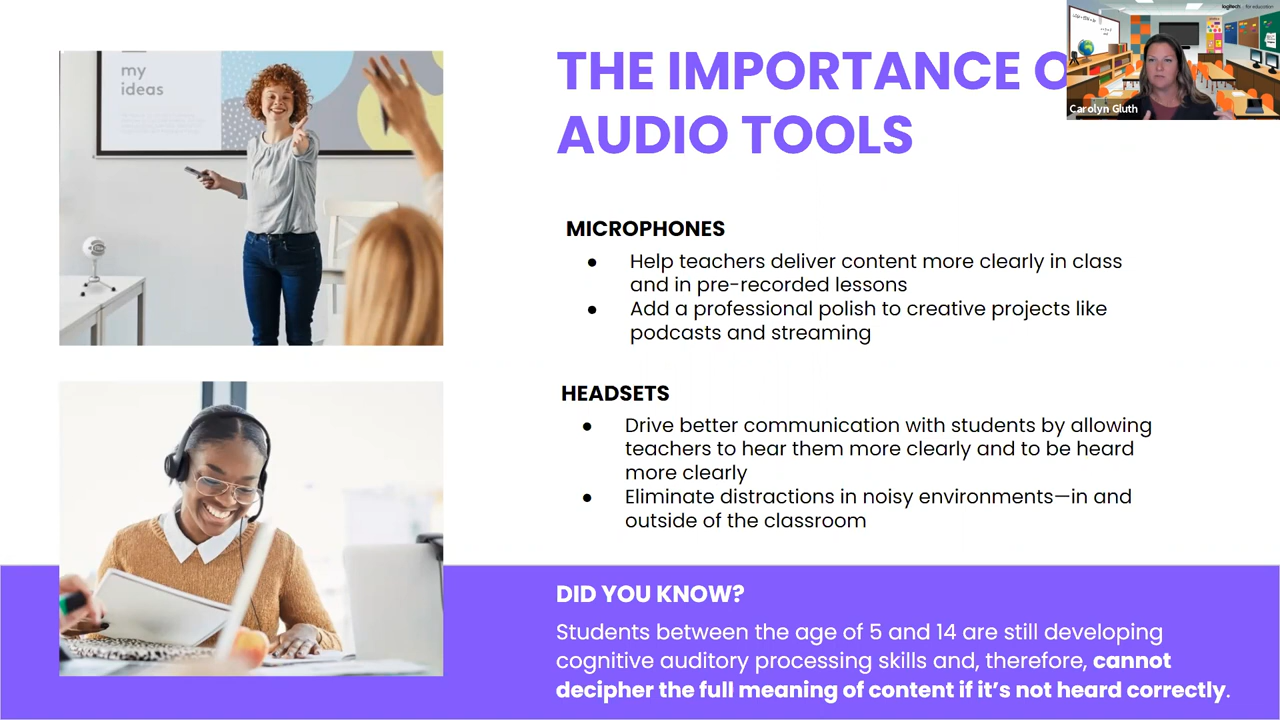 my
ideas
THE IMPORTANCE O
AUDIO TOOLS
logitech for education
Carolyn Gluth
MICROPHONES
● Help teachers deliver content more clearly in class
and in pre-recorded lessons
● Add a professional polish to creative projects like
podcasts and streaming
HEADSETS
● Drive better communication with students by allowing
teachers to hear them more clearly and to be heard
more clearly
● Eliminate distractions in noisy environments—in and
outside of the classroom
DID YOU KNOW?
Students between the age of 5 and 14 are still developing
cognitive auditory processing skills and, therefore, cannot
decipher the full meaning of content if it's not heard correctly.